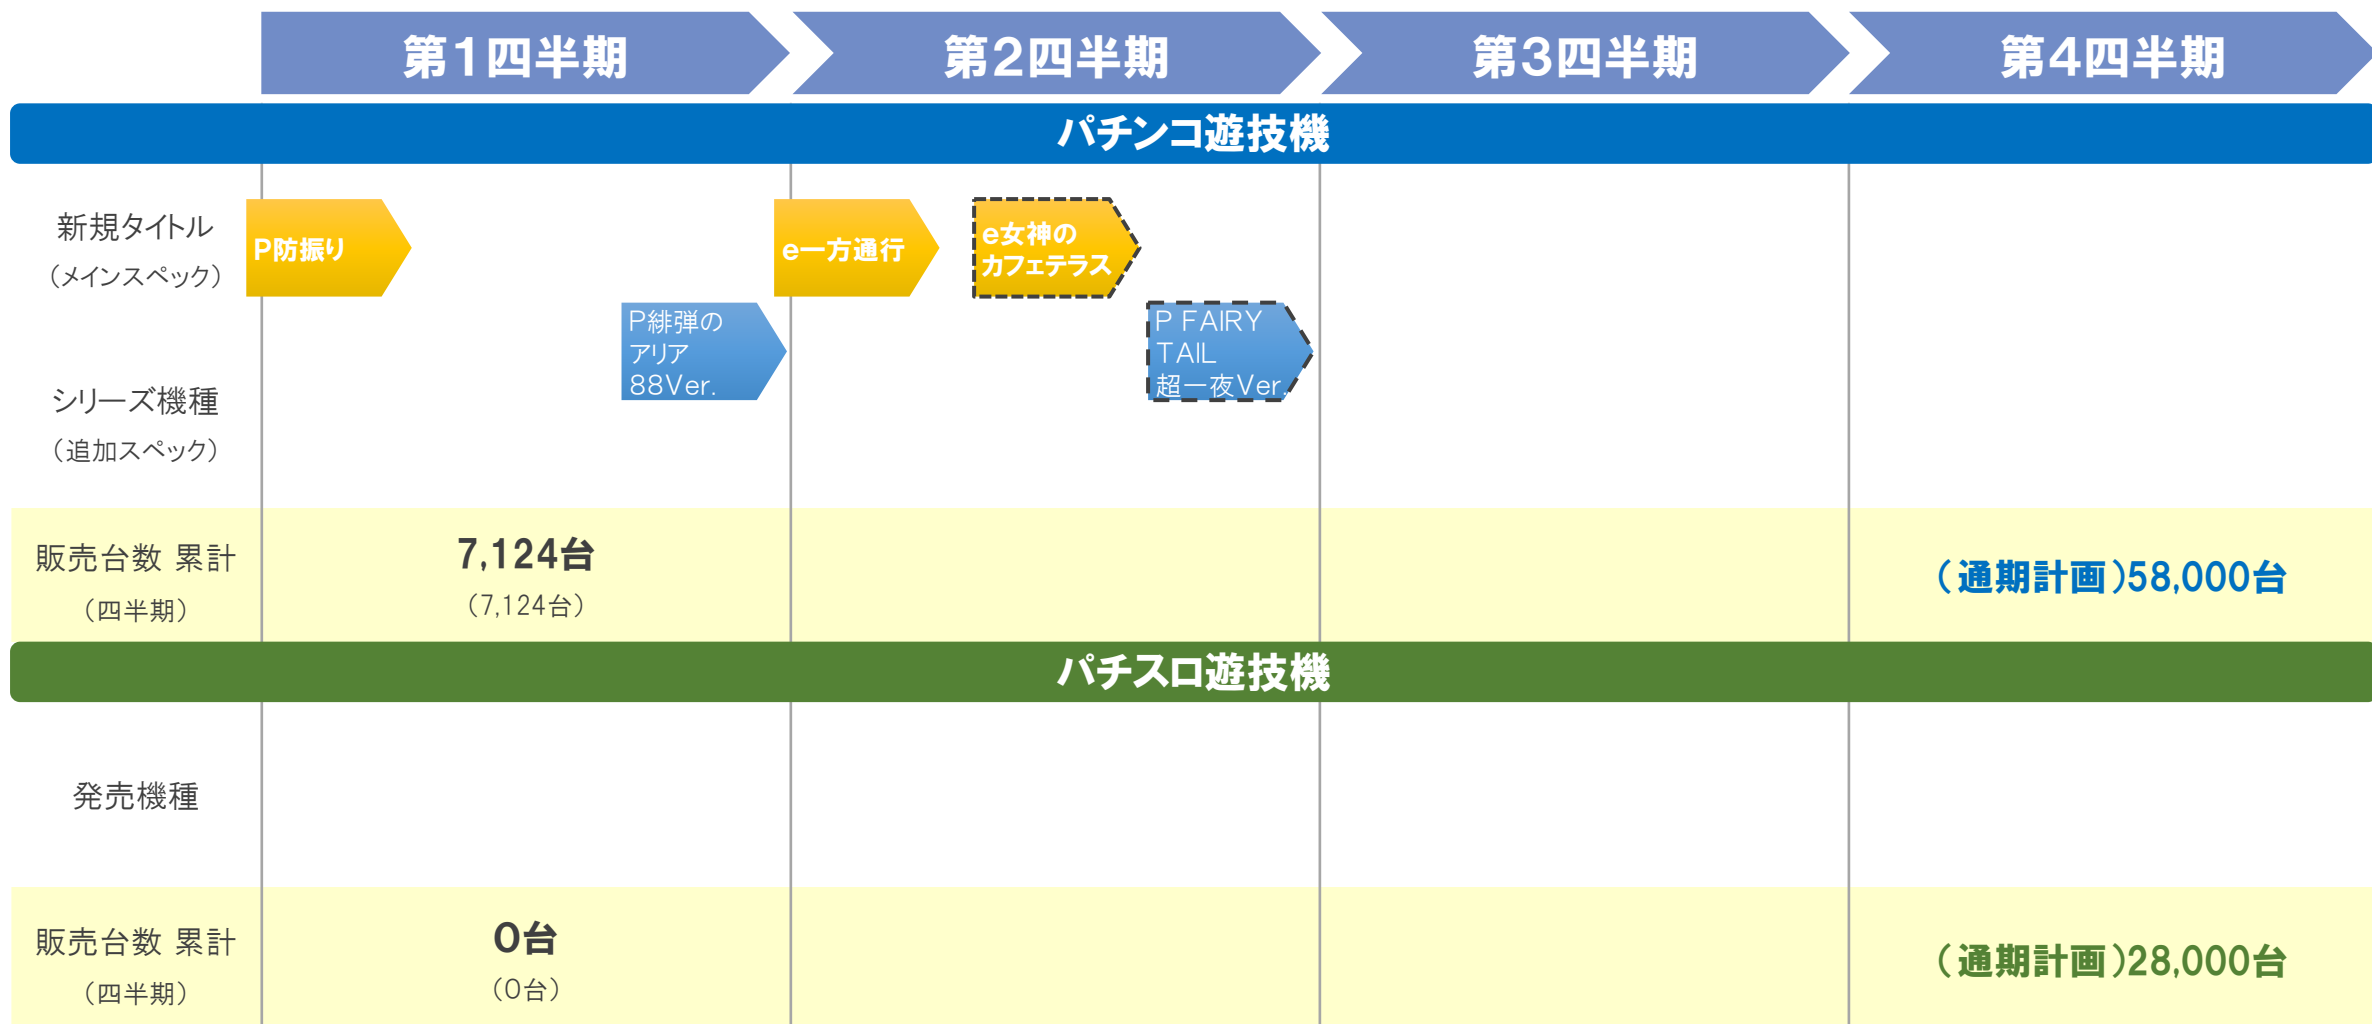 第1四半期
第2四半期
第3四半期
第4四半期
パチンコ遊技機
新規タイトル
（メインスペック）
P防振り
e一方通行
e女神の
カフェテラス
シリーズ機種
（追加スペック）
P緋弾の
アリア
88Ver.
P FAIRY
TAIL
超一夜Ver.
販売台数 累計
（四半期）
7,124台
（7,124台）
（通期計画）58,000台
パチスロ遊技機
発売機種
販売台数 累計
（四半期）
0台
（0台）
（通期計画）28,000台